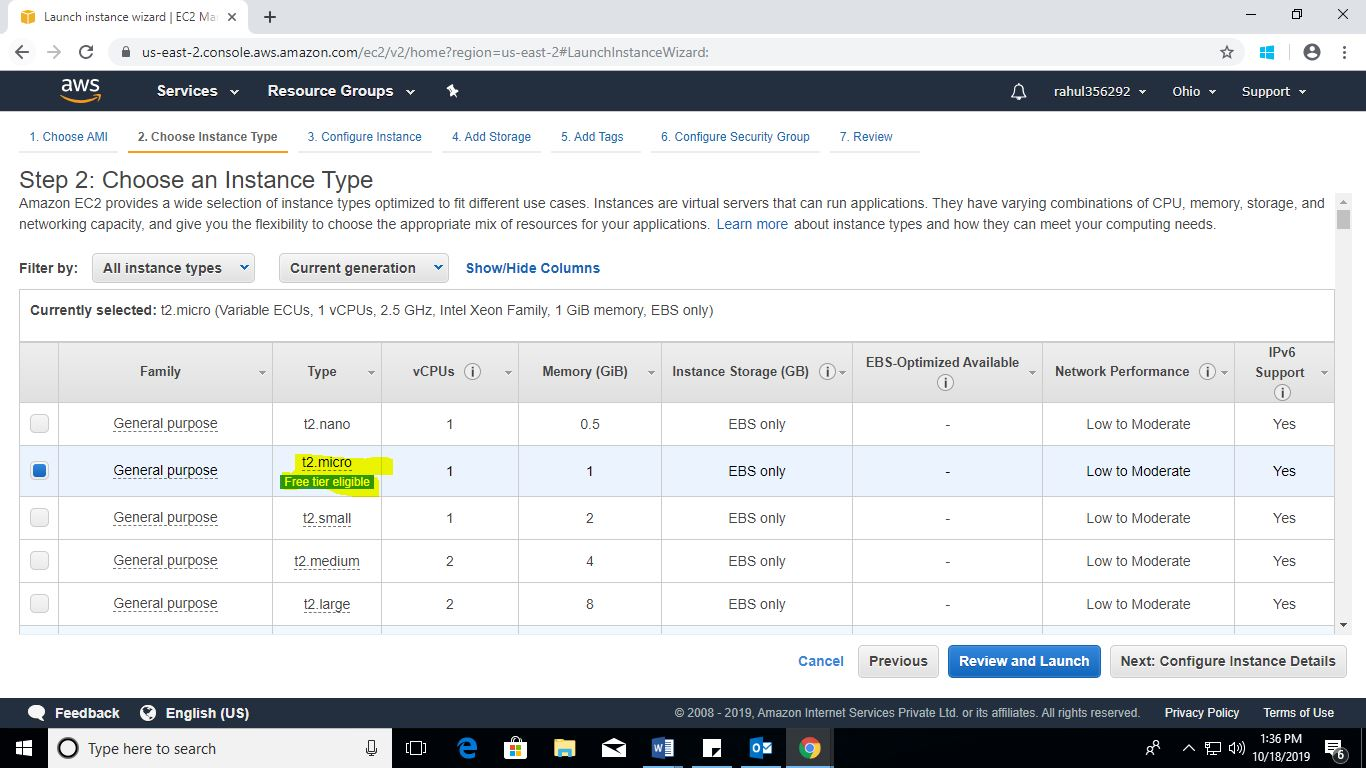 Launch instance wizard | EC2 Ma
us-east-2.console.aws.amazon.com/ec2/v2/home?region=us-east-2#LaunchInstanceWizard:
aws Services Resource Groups rahul356292 Ohio Support
1. Choose AMI 2. Choose Instance Type 3. Configure Instance 4. Add Storage 5. Add Tags 6. Configure Security Group 7. Review
Step 2: Choose an Instance Type
Amazon EC2 provides a wide selection of instance types optimized to fit different use cases. Instances are virtual servers that can run applications. They have varying combinations of CPU, memory, storage, and
networking capacity, and give you the flexibility to choose the appropriate mix of resources for your applications. Learn more about instance types and how they can meet your computing needs.
Filter by: All instance types Current generation Show/Hide Columns
Currently selected: t2.micro (Variable ECUs, 1 vCPUs, 2.5 GHz, Intel Xeon Family, 1 GiB memory, EBS only)
Family Type vCPUs Memory (GiB) Instance Storage (GB) EBS-Optimized Available Network Performance IPv6 Support
General purpose t2.nano 1 0.5 EBS only - Low to Moderate Yes
General purpose t2.micro Free tier eligible 1 1 EBS only - Low to Moderate Yes
General purpose t2.small 1 2 EBS only - Low to Moderate Yes
General purpose t2.medium 2 4 EBS only - Low to Moderate Yes
General purpose t2.large 2 8 EBS only - Low to Moderate Yes
Cancel Previous Review and Launch Next: Configure Instance Details
Feedback English (US) © 2008 - 2019, Amazon Internet Services Private Ltd. or its affiliates. All rights reserved. Privacy Policy Terms of Use
Type here to search
1:36 PM
10/18/2019
6